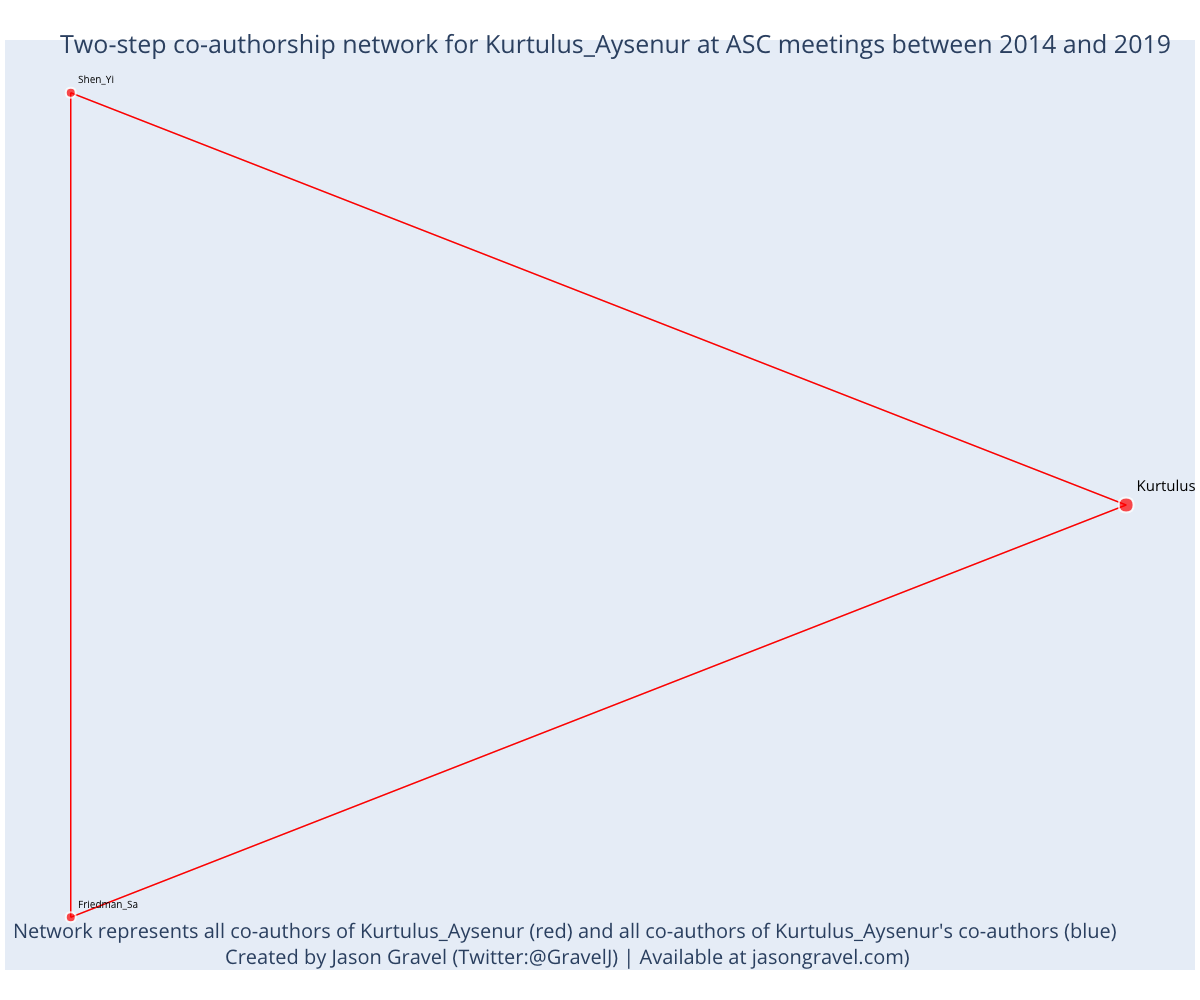 Two-step co-authorship network for Kurtulus_Aysenur at ASC meetings between 2014 and 2019
Shen_Yi
Kurtulus
Friedman_Sa
Network represents all co-authors of Kurtulus_Aysenur (red) and all co-authors of Kurtulus_Aysenur's co-authors (blue)
Created by Jason Gravel (Twitter:@GravelJ) | Available at jasongravel.com)